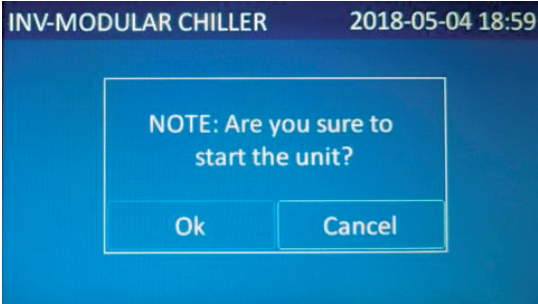 INV-MODULAR CHILLER 2018-05-04 18:59
NOTE: Are you sure to
start the unit?
Ok Cancel